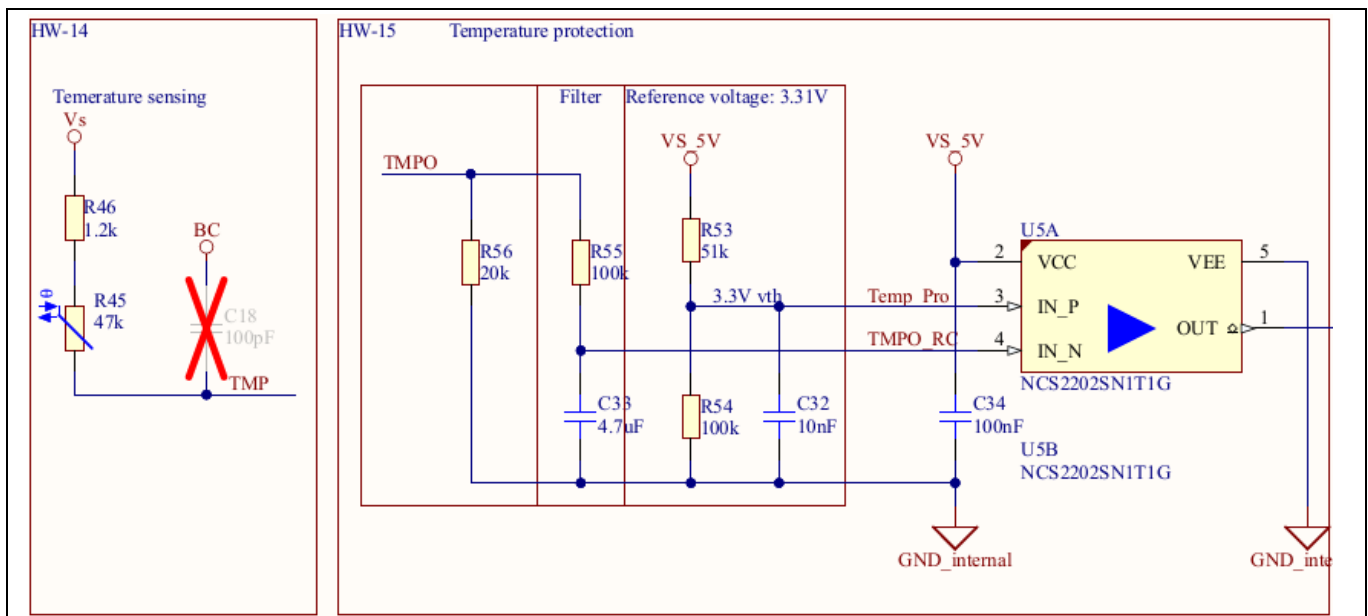 HW-14
Temerature sensing
Vs
R46
1.2k
BC
θ
R45
47k
C18
100pF
TMP
HW-15 Temperature protection
Filter
Reference voltage: 3.31V
TMPO
VS_5V
VS_5V
R56
20k
R55
100k
R53
51k
3.3V vth
Temp_Pro
TMPO_RC
C33
4.7uF
R54
100k
C32
10nF
C34
100nF
U5A
2 VCC VEE 5
3 IN_P
OUT 1
4 IN_N
NCS2202SN1T1G
U5B
NCS2202SN1T1G
GND_internal
GND_inte